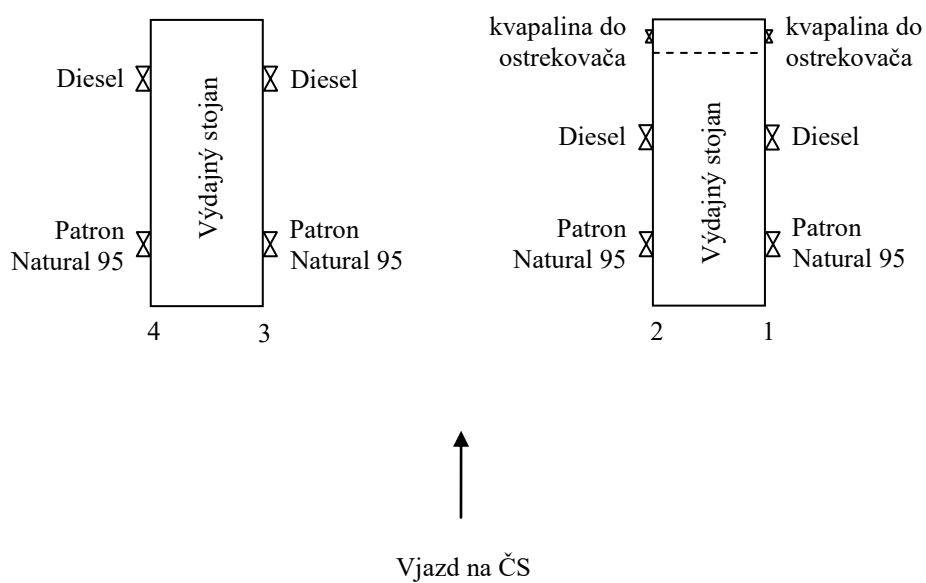 kvapalina do
ostrekovača
kvapalina do
ostrekovača
Diesel
Diesel
Výdajný stojan
Patron
Natural 95
Patron
Natural 95
4
3
Diesel
Diesel
Výdajný stojan
Patron
Natural 95
Patron
Natural 95
2
1
Vjazd na ČS